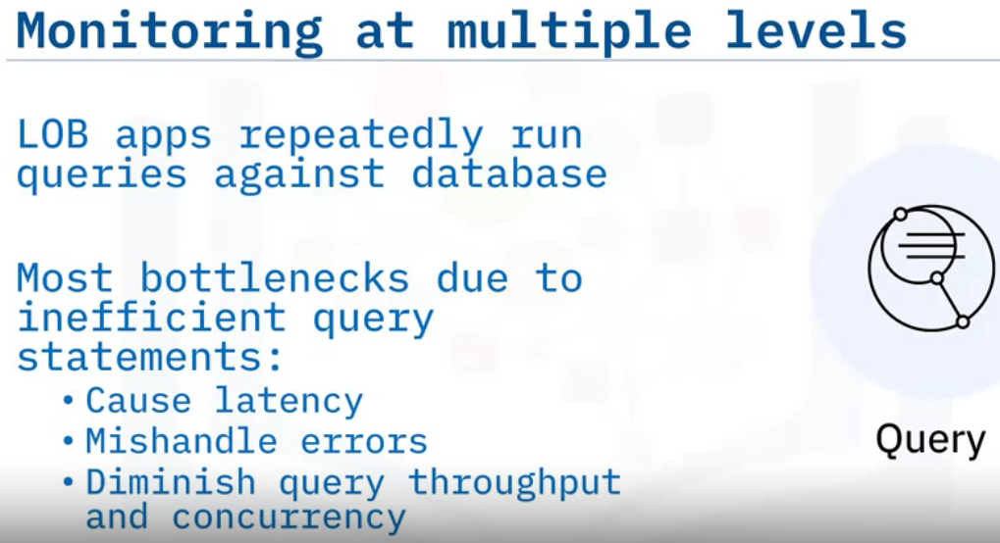 Monitoring at multiple levels
LOB apps repeatedly run
queries against database
Most bottlenecks due to
inefficient query
statements:
• Cause latency
• Mishandle errors
• Diminish query throughput
and concurrency
Query